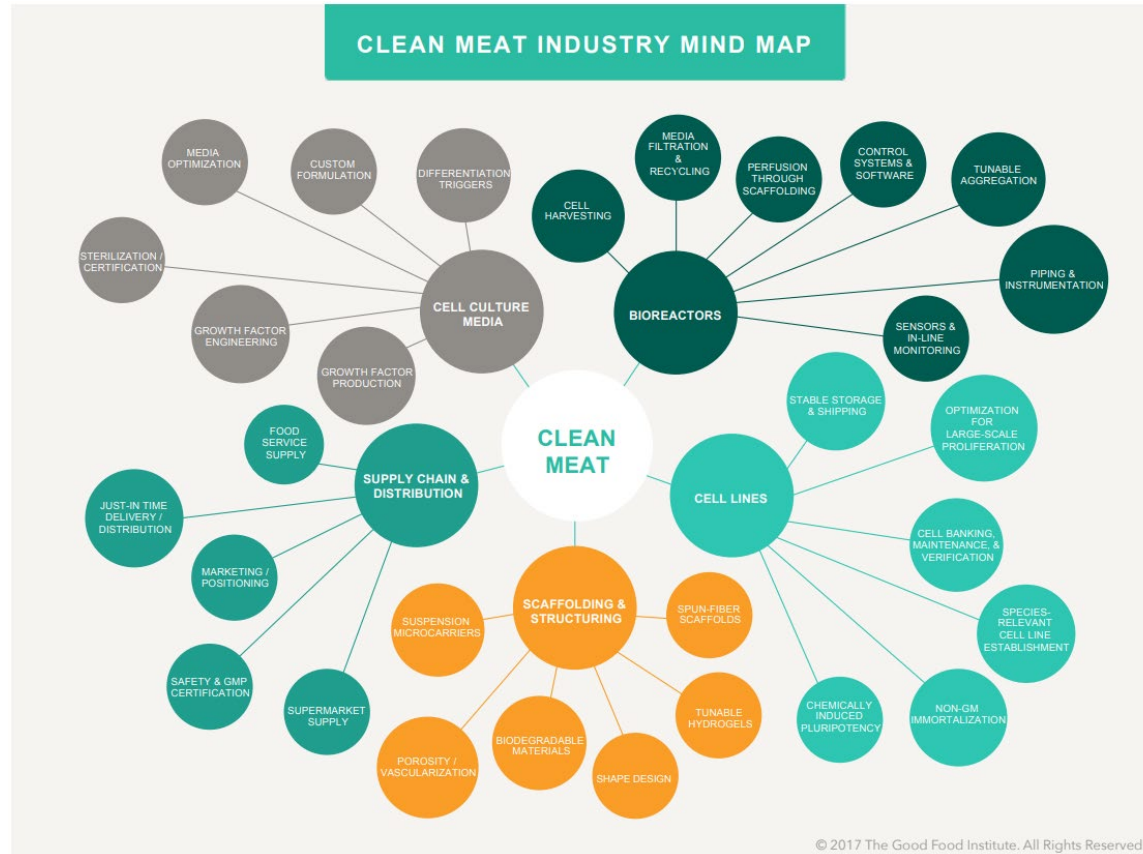 CLEAN MEAT INDUSTRY MIND MAP
MEDIA
OPTIMIZATION
CUSTOM
FORMULATION
DIFFERENTIATION
TRIGGERS
STERILIZATION /
CERTIFICATION
GROWTH FACTOR
ENGINEERING
GROWTH FACTOR
PRODUCTION
CELL CULTURE
MEDIA
CELL
HARVESTING
MEDIA
FILTRATION
&
RECYCLING
PERFUSION
THROUGH
SCAFFOLDING
CONTROL
SYSTEMS &
SOFTWARE
TUNABLE
AGGREGATION
PIPING &
INSTRUMENTATION
SENSORS &
IN-LINE
MONITORING
BIOREACTORS
CLEAN
MEAT
FOOD
SERVICE
SUPPLY
JUST-IN TIME
DELIVERY /
DISTRIBUTION
MARKETING /
POSITIONING
SAFETY & GMP
CERTIFICATION
SUPERMARKET
SUPPLY
SUPPLY CHAIN &
DISTRIBUTION
STABLE STORAGE
& SHIPPING
OPTIMIZATION
FOR
LARGE-SCALE
PROLIFERATION
CELL LINES
CELL BANKING,
MAINTENANCE, &
VERIFICATION
SPECIES-
RELEVANT
CELL LINE
ESTABLISHMENT
NON-GM
IMMORTALIZATION
CHEMICALLY
INDUCED
PLURIPOTENCY
SCAFFOLDING &
STRUCTURING
SUSPENSION
MICROCARRIERS
SPUN-FIBER
SCAFFOLDS
POROSITY /
VASCULARIZATION
BIODEGRADABLE
MATERIALS
SHAPE DESIGN
TUNABLE
HYDROGELS
© 2017 The Good Food Institute. All Rights Reserved